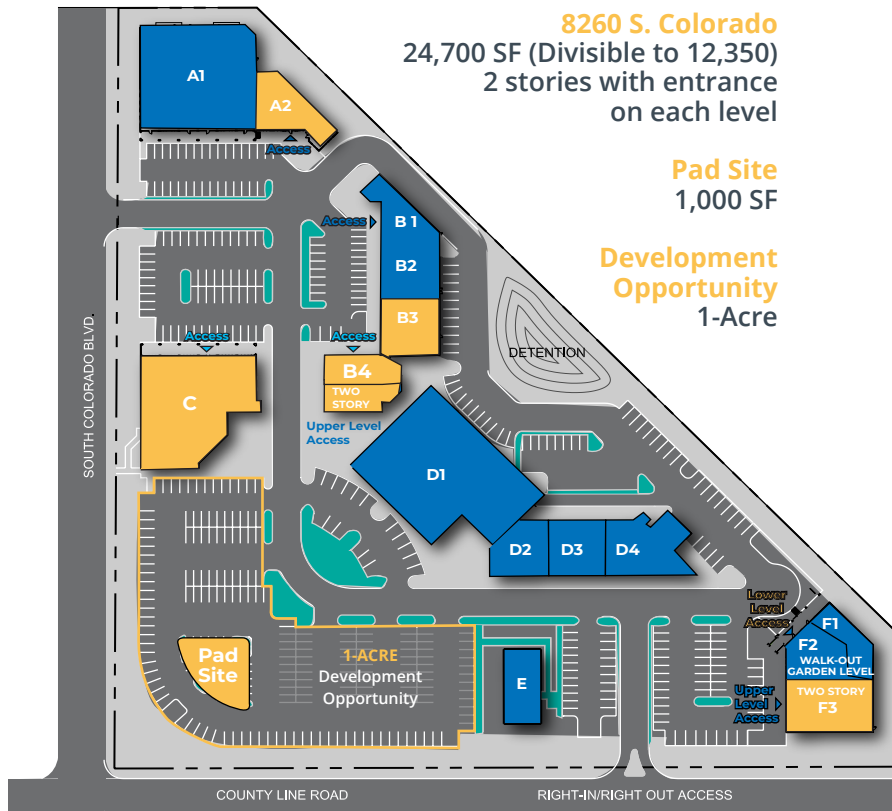 8260 S. Colorado
24,700 SF (Divisible to 12,350)
2 stories with entrance
on each level
Pad Site
1,000 SF
Development
Opportunity
1-Acre
A1
A2
Access
Access
B 1
B2
B3
Access
Access
B4
TWO
STORY
Upper Level
Access
C
DETENTION
SOUTH COLORADO BLVD.
D1
D2
D3
D4
Lower
Level
Access
F1
F2
WALK-OUT
GARDEN LEVEL
TWO STORY
F3
Upper
Level
Access
Pad
Site
1-ACRE
Development
Opportunity
E
COUNTY LINE ROAD
RIGHT-IN/RIGHT OUT ACCESS